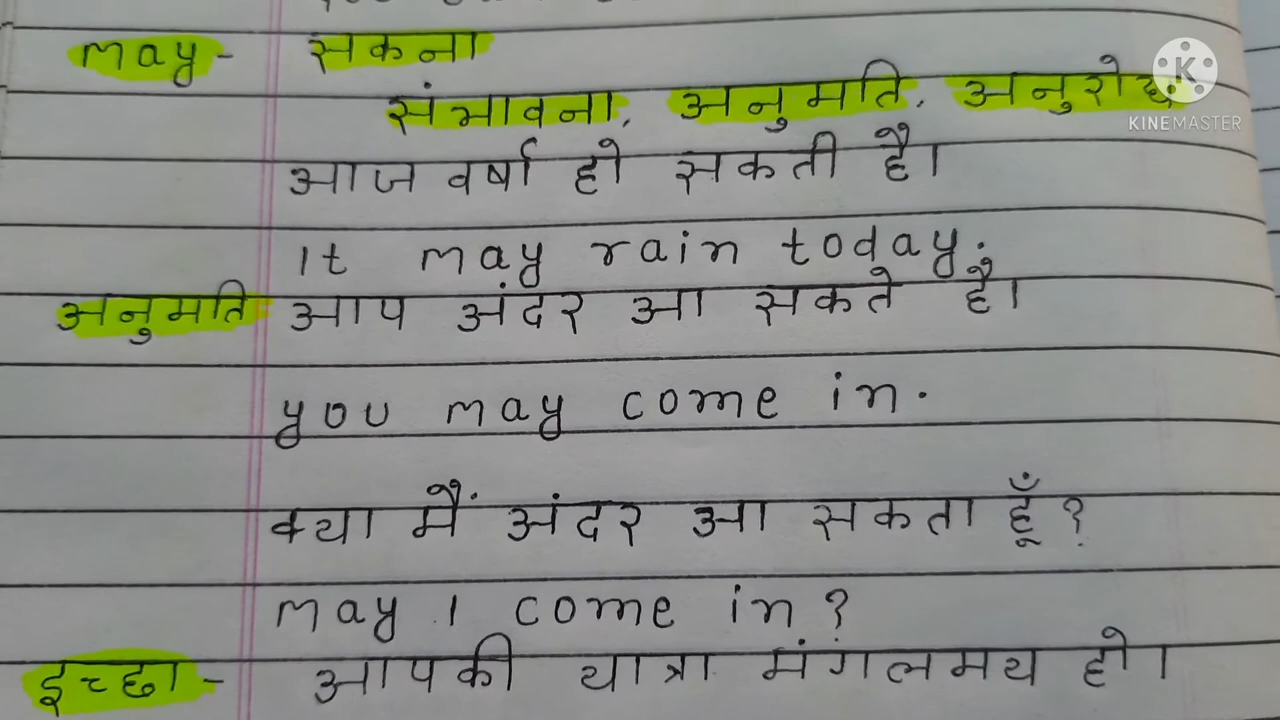 may - सकना
संभावना, अनुमति, अनुरोध
KINEMASTER
आज वर्षा हो सकती है।
It may rain today.
अनुमति आप अंदर आ सकते हैं।
you may come in.
क्या मैं अंदर आ सकता हूँ?
may I come in?
इच्छा - आपकी यात्रा मंगलमय हो।